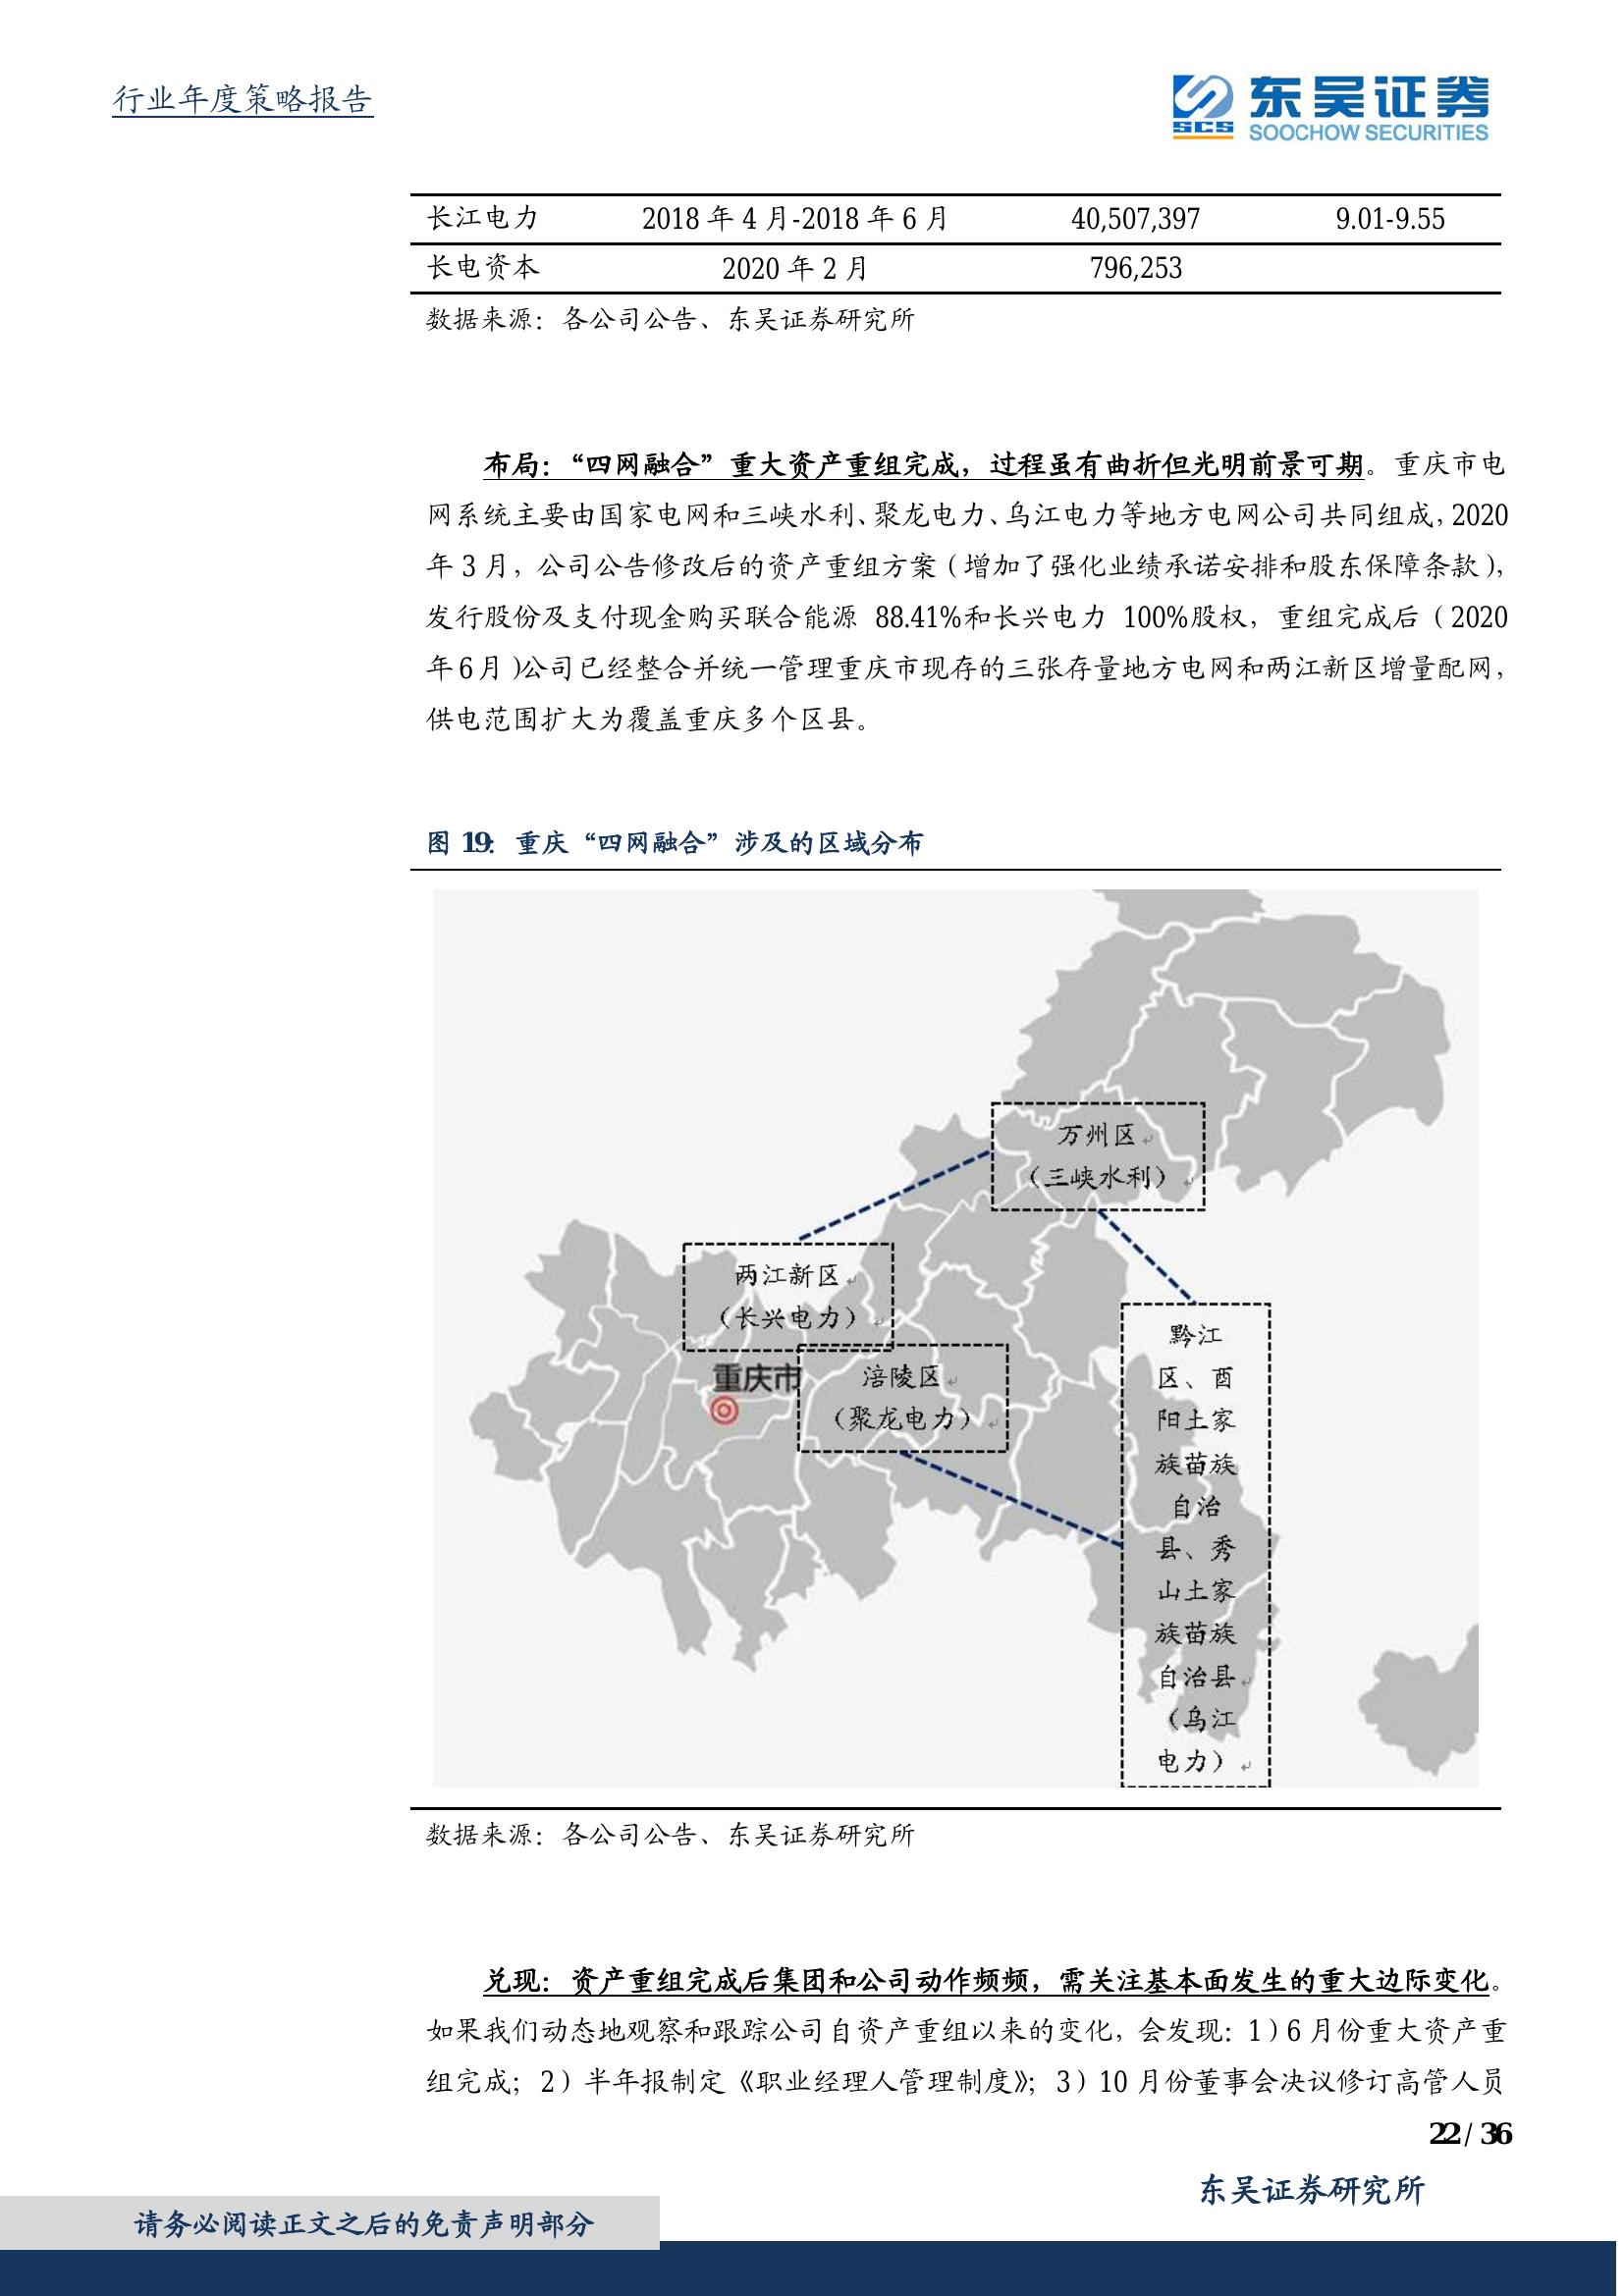 行业年度策略报告
SCS 东吴证券
SOOCHOW SECURITIES
长江电力 2018 年 4 月-2018 年 6 月 40,507,397 9.01-9.55
长电资本 2020 年 2 月 796,253
数据来源：各公司公告、东吴证券研究所
布局：“四网融合”重大资产重组完成，过程虽有曲折但光明前景可期。重庆市电
网系统主要由国家电网和三峡水利、聚龙电力、乌江电力等地方电网公司共同组成，2020
年 3 月，公司公告修改后的资产重组方案（增加了强化业绩承诺安排和股东保障条款），
发行股份及支付现金购买联合能源 88.41%和长兴电力 100%股权，重组完成后（2020
年 6 月）公司已经整合并统一管理重庆市现存的三张存量地方电网和两江新区增量配网，
供电范围扩大为覆盖重庆多个区县。
图 19：重庆“四网融合”涉及的区域分布
万州区
（三峡水利）
两江新区
（长兴电力）
重庆市
涪陵区
（聚龙电力）
黔江
区、酉
阳土家
族苗族
自治
县、秀
山土家
族苗族
自治县
（乌江
电力）
数据来源：各公司公告、东吴证券研究所
兑现：资产重组完成后集团和公司动作频频，需关注基本面发生的重大边际变化。
如果我们动态地观察和跟踪公司自资产重组以来的变化，会发现：1）6 月份重大资产重
组完成；2）半年报制定《职业经理人管理制度》；3）10 月份董事会决议修订高管人员
22 / 36
东吴证券研究所
请务必阅读正文之后的免责声明部分